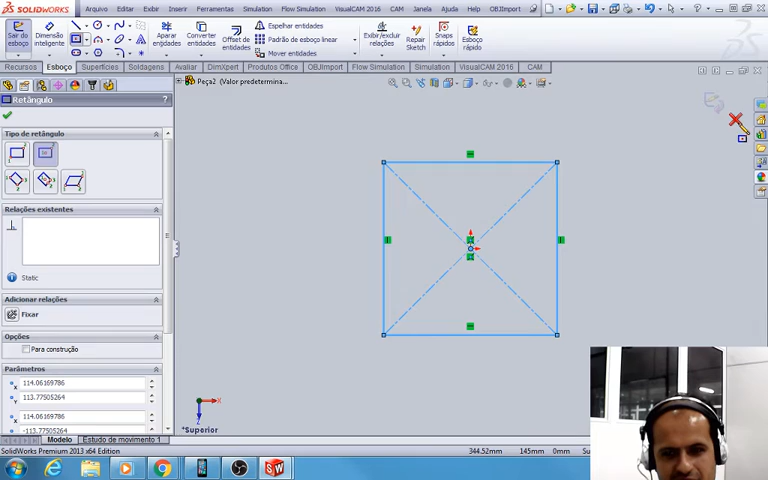 SOLIDWORKS
Arquivo Editar Exibir Inserir Ferramentas Simulation Flow Simulation VisualCAM 2016 CAM Janela Ajuda OBJImport
Sair do esboço
Dimensão inteligente
Aparar entidades
Converter entidades
Offset de entidades
Espelhar entidades
Padrão de esboço linear
Mover entidades
Exibir/excluir relações
Repair Sketch
Snaps rápidos
Esboço rápido
Recursos Esboço Superfícies Soldagens Avaliar DimXpert Produtos Office OBJImport Flow Simulation Simulation VisualCAM 2016 CAM
Peça2 (Valor predetermina...
Retângulo ?
Tipo de retângulo
Relações existentes
Static
Adicionar relações
Fixar
Opções
Para construção
Parâmetros
114.06169786
113.77505264
114.06169786
-113.77505264
X
Z
*Superior
Modelo Estudo de movimento 1
SolidWorks Premium 2013 x64 Edition 344.52mm 145mm 0mm